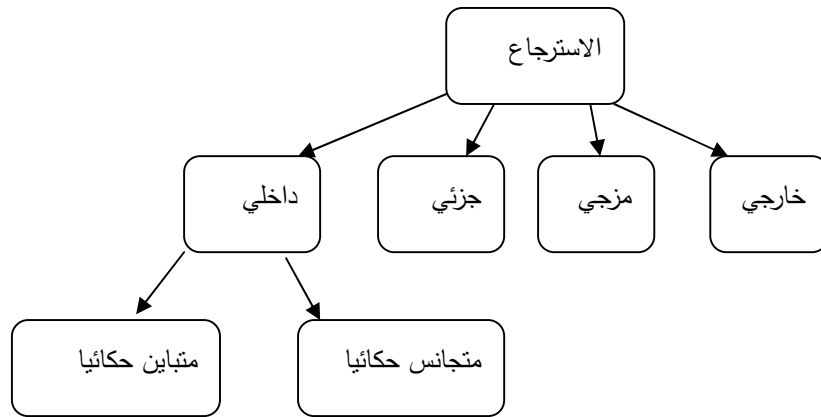 الاسترجاع
خارجي
مزجي
جزئي
داخلي
متجانس حكائيا
متباين حكائيا